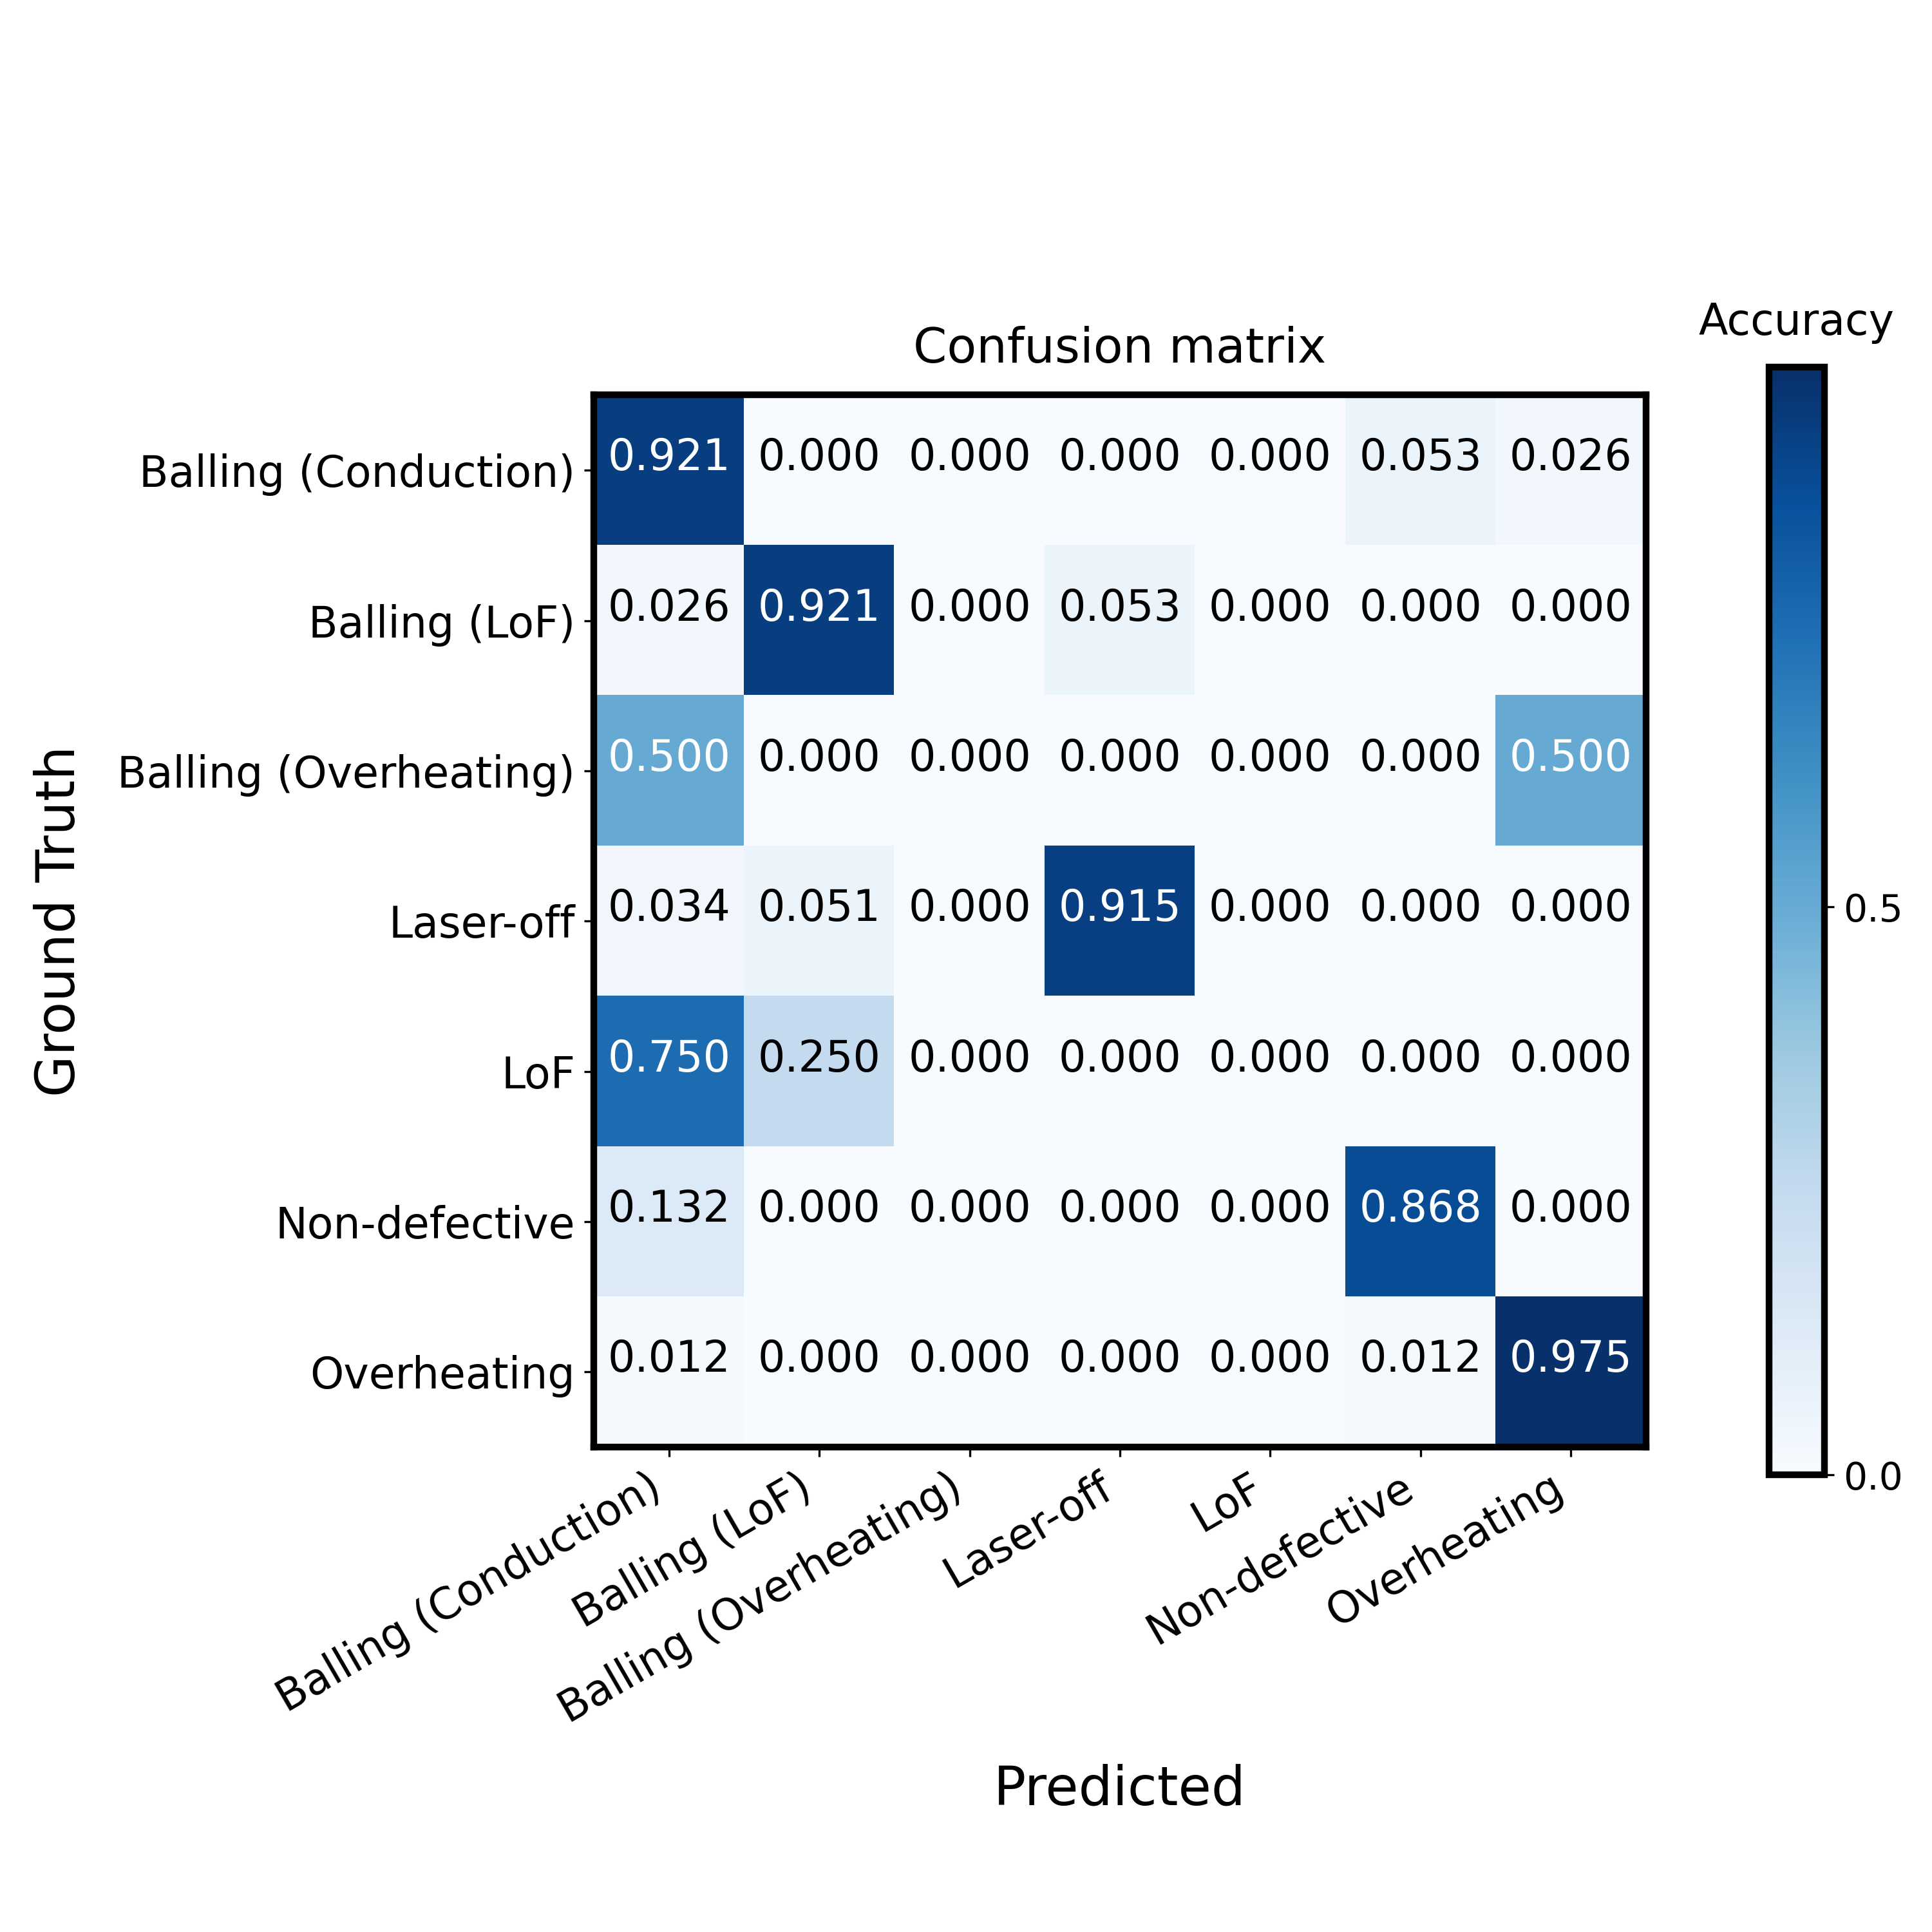 Accuracy
Confusion matrix
Ground Truth
Balling (Conduction) 0.921 0.000 0.000 0.000 0.000 0.053 0.026
Balling (LoF) 0.026 0.921 0.000 0.053 0.000 0.000 0.000
Balling (Overheating) 0.500 0.000 0.000 0.000 0.000 0.000 0.500
Laser-off 0.034 0.051 0.000 0.915 0.000 0.000 0.000
LoF 0.750 0.250 0.000 0.000 0.000 0.000 0.000
Non-defective 0.132 0.000 0.000 0.000 0.000 0.868 0.000
Overheating 0.012 0.000 0.000 0.000 0.000 0.012 0.975
0.5
0.0
Balling (Conduction)
Balling (LoF)
Balling (Overheating)
Laser-off
LoF
Non-defective
Overheating
Predicted